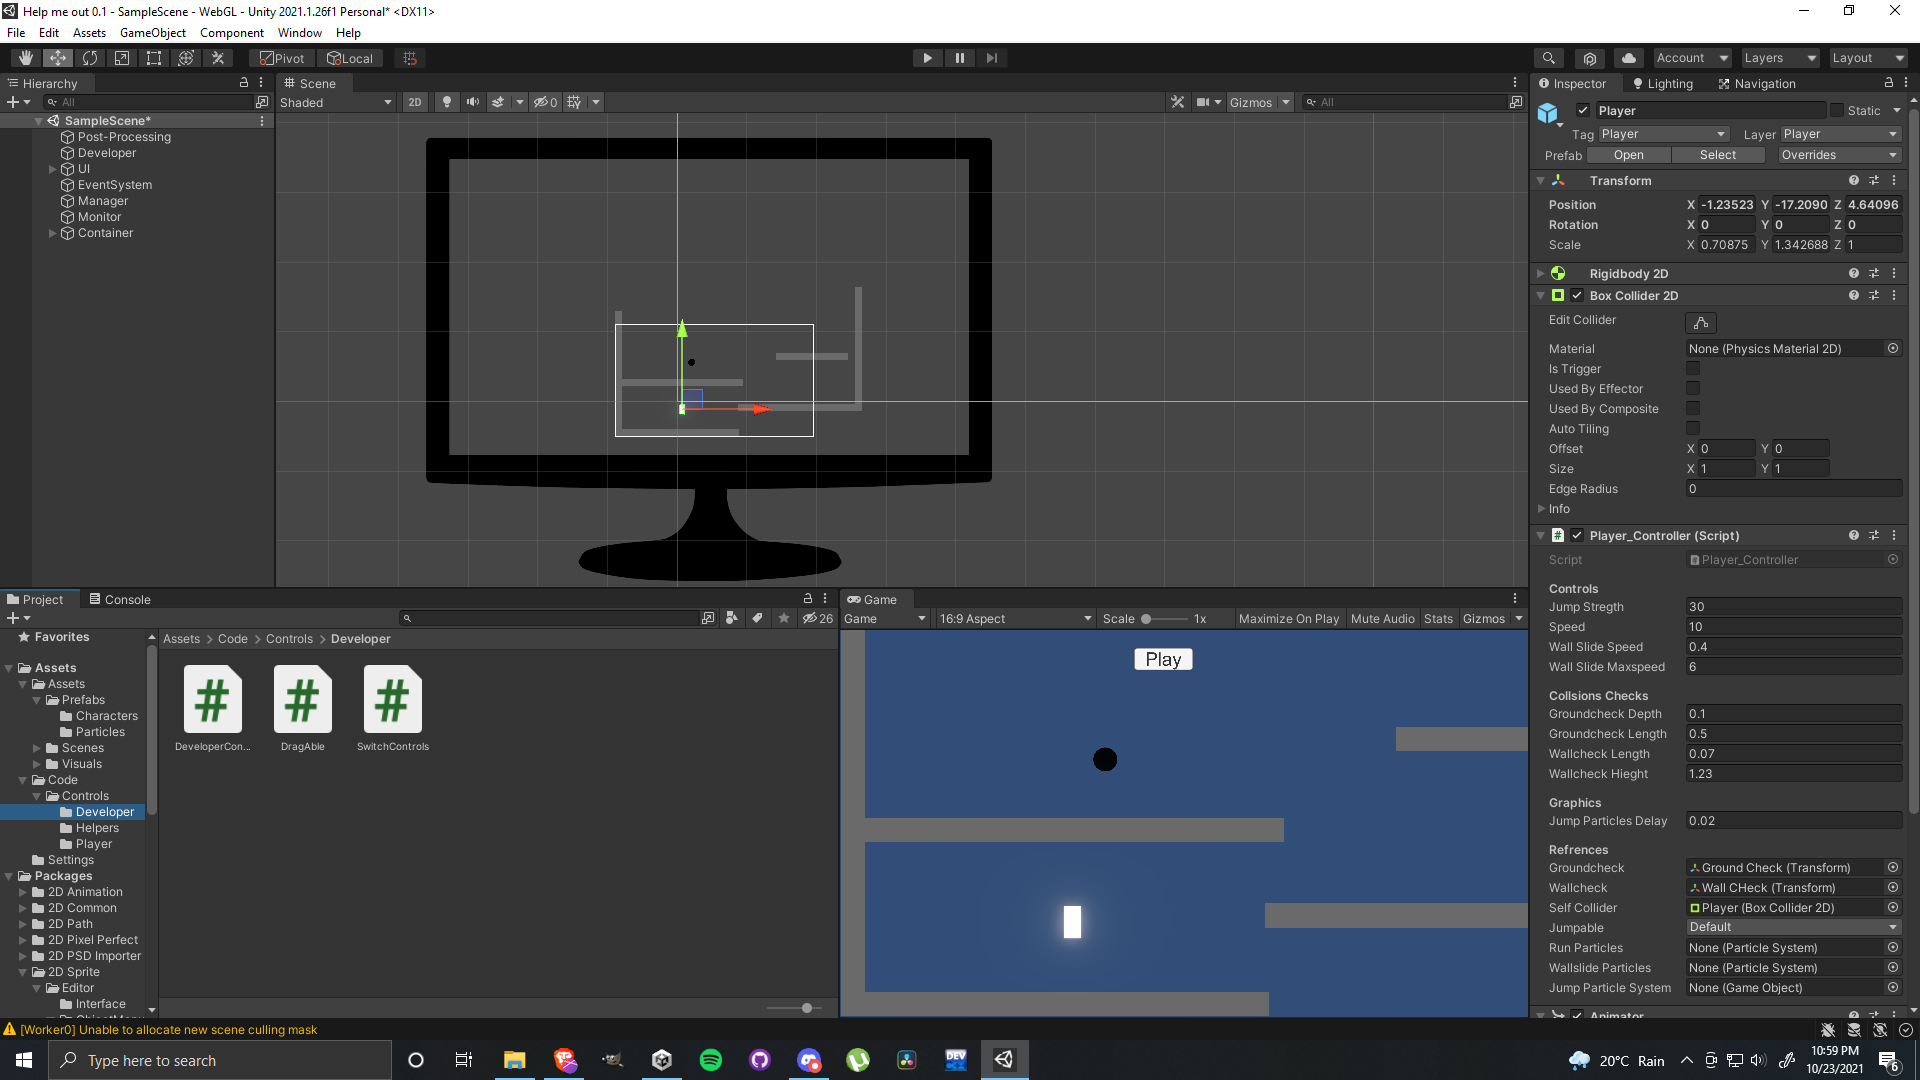 Help me out 0.1 - SampleScene - WebGL - Unity 2021.1.26f1 Personal* <DX11>
File Edit Assets GameObject Component Window Help
Pivot Local Account Layers Layout
Hierarchy
All
SampleScene*
Post-Processing
Developer
UI
EventSystem
Manager
Monitor
Container
Scene
Shaded 2D 0 Gizmos All
Inspector Lighting Navigation
Player Static
Tag Player Layer Player
Prefab Open Select Overrides
Transform
Position X -1.23523 Y -17.2090 Z 4.64096
Rotation X 0 Y 0 Z 0
Scale X 0.70875 Y 1.342688 Z 1
Rigidbody 2D
Box Collider 2D
Edit Collider
Material None (Physics Material 2D)
Is Trigger
Used By Effector
Used By Composite
Auto Tiling
Offset X 0 Y 0
Size X 1 Y 1
Edge Radius 0
Info
Player_Controller (Script)
Script Player_Controller
Controls
Jump Stregth 30
Speed 10
Wall Slide Speed 0.4
Wall Slide Maxspeed 6
Collsions Checks
Groundcheck Depth 0.1
Groundcheck Length 0.5
Wallcheck Length 0.07
Wallcheck Hieght 1.23
Graphics
Jump Particles Delay 0.02
Refrences
Groundcheck Ground Check (Transform)
Wallcheck Wall CHeck (Transform)
Self Collider Player (Box Collider 2D)
Jumpable Default
Run Particles None (Particle System)
Wallslide Particles None (Particle System)
Jump Particle System None (Game Object)
Animator
Project Console
26
Favorites
Assets
Assets
Prefabs
Characters
Particles
Scenes
Visuals
Code
Controls
Developer
Helpers
Player
Settings
Packages
2D Animation
2D Common
2D Path
2D Pixel Perfect
2D PSD Importer
2D Sprite
Editor
Interface
Assets > Code > Controls > Developer
DeveloperCon...
DragAble
SwitchControls
Game
Game 16:9 Aspect Scale 1x Maximize On Play Mute Audio Stats Gizmos
Play
[Worker0] Unable to allocate new scene culling mask
Type here to search
DEV
20°C Rain
10:59 PM
10/23/2021
6